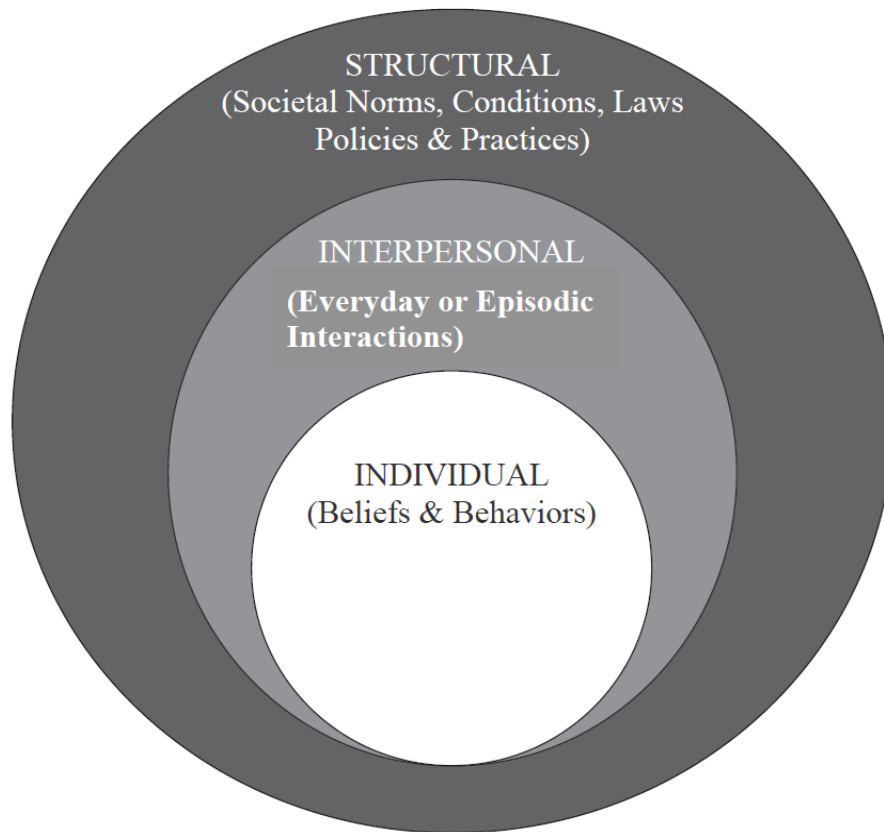 STRUCTURAL
(Societal Norms, Conditions, Laws
Policies & Practices)
INTERPERSONAL
(Everyday or Episodic
Interactions)
INDIVIDUAL
(Beliefs & Behaviors)